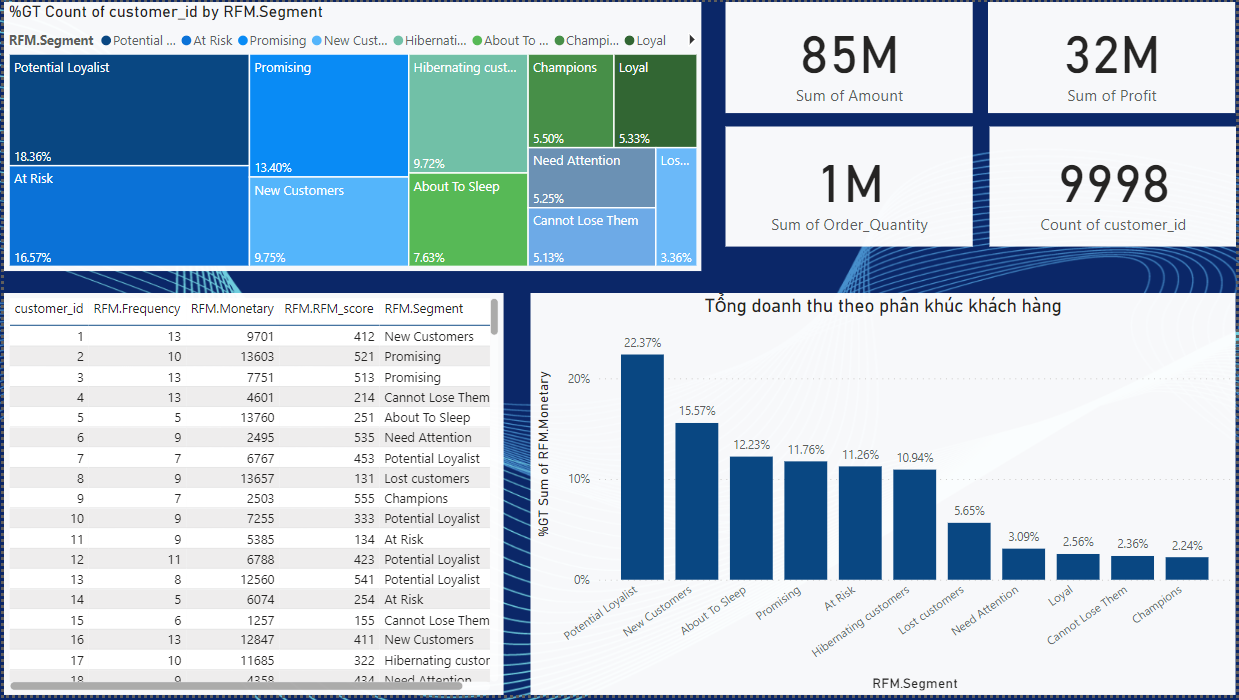 %GT Count of customer_id by RFM.Segment
RFM.Segment Potential ... At Risk Promising New Cust... Hibernati... About To ... Champi... Loyal
Potential Loyalist
18.36%
At Risk
16.57%
Promising
13.40%
New Customers
9.75%
Hibernating cust...
9.72%
About To Sleep
7.63%
Champions
5.50%
Loyal
5.33%
Need Attention
5.25%
Cannot Lose Them
5.13%
Los...
3.36%
85M
Sum of Amount
32M
Sum of Profit
1M
Sum of Order_Quantity
9998
Count of customer_id
customer_id RFM.Frequency RFM.Monetary RFM.RFM_score RFM.Segment
1 13 9701 412 New Customers
2 10 13603 521 Promising
3 13 7751 513 Promising
4 13 4601 214 Cannot Lose Them
5 5 13760 251 About To Sleep
6 9 2495 535 Need Attention
7 7 6767 453 Potential Loyalist
8 9 13657 131 Lost customers
9 7 2503 555 Champions
10 9 7255 333 Potential Loyalist
11 9 5385 134 At Risk
12 11 6788 423 Potential Loyalist
13 8 12560 541 Potential Loyalist
14 5 6074 254 At Risk
15 6 1257 155 Cannot Lose Them
16 13 12847 411 New Customers
17 10 11685 322 Hibernating custor
18 9 4358 434 Need Attention
Tổng doanh thu theo phân khúc khách hàng
%GT Sum of RFM.Monetary
20%
10%
0%
22.37%
15.57%
12.23%
11.76%
11.26%
10.94%
5.65%
3.09%
2.56%
2.36%
2.24%
Potential Loyalist
New Customers
About To Sleep
Promising
At Risk
Hibernating customers
Lost customers
Need Attention
Loyal
Cannot Lose Them
Champions
RFM.Segment